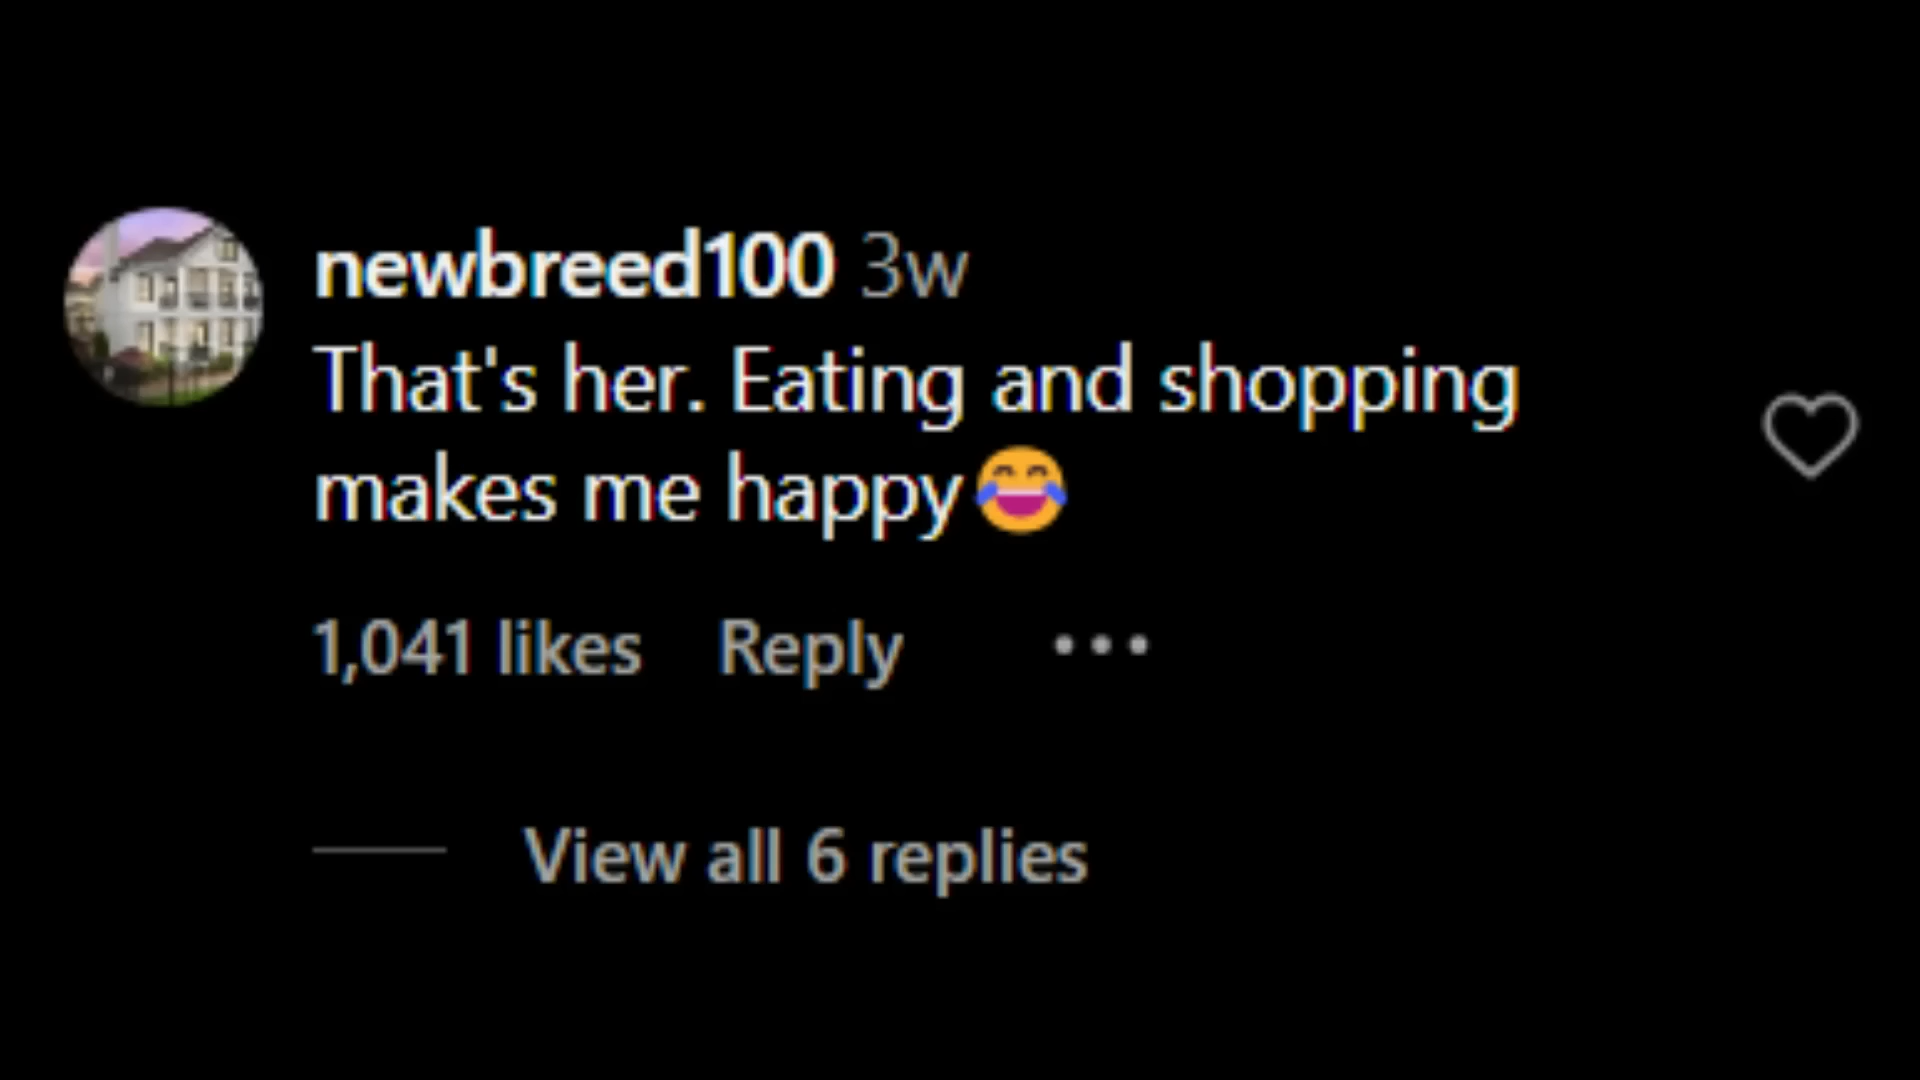 newbreed100 3w
That's her. Eating and shopping
makes me happy😂
1,041 likes Reply •••
View all 6 replies